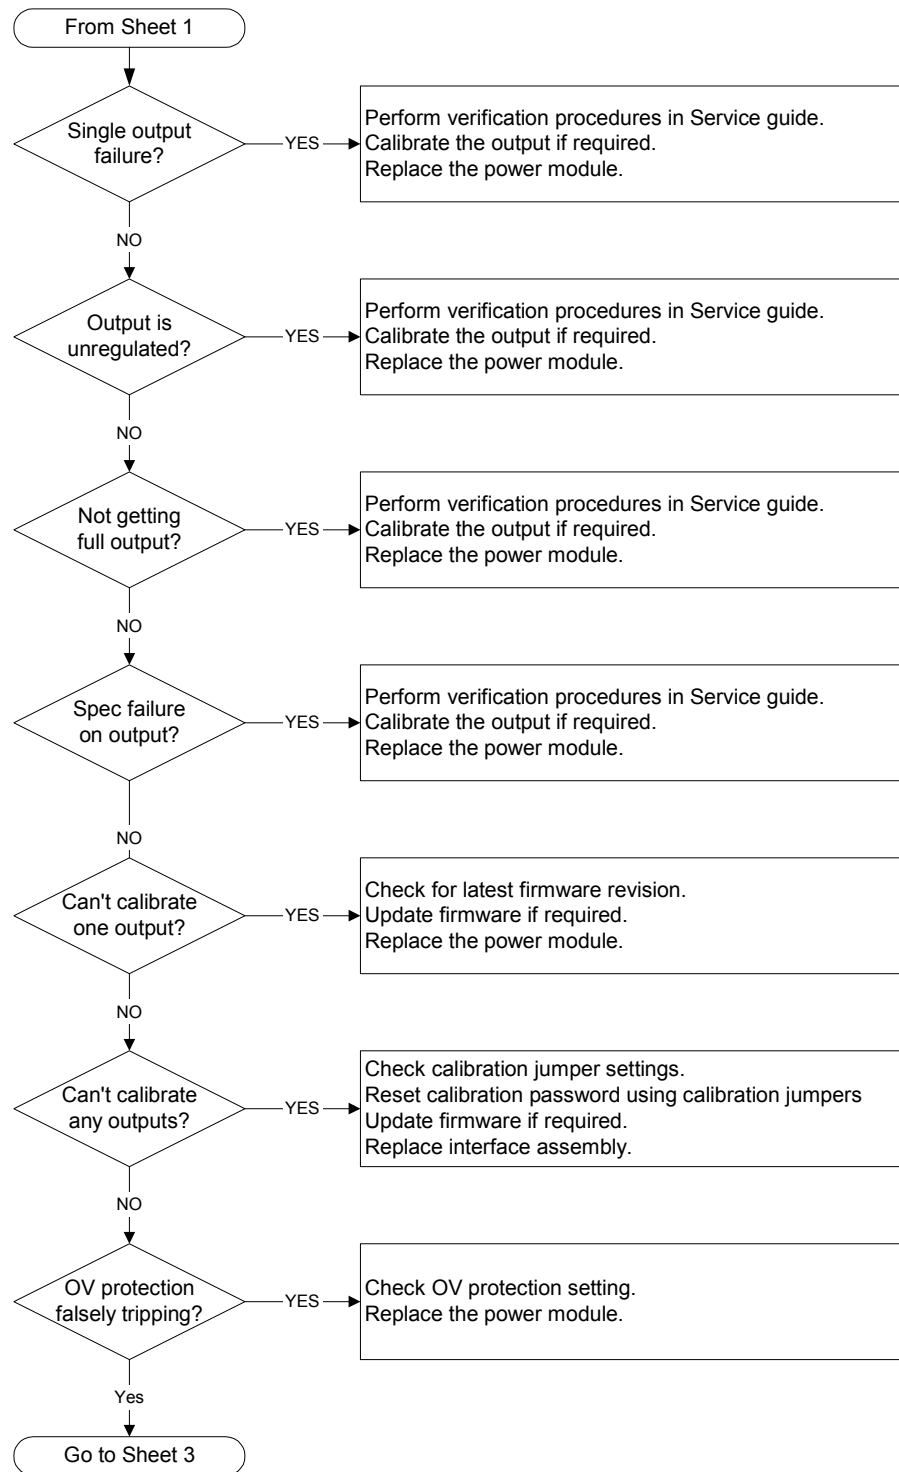 From Sheet 1
Single output
failure?
YES
Perform verification procedures in Service guide.
Calibrate the output if required.
Replace the power module.
NO
Output is
unregulated?
YES
Perform verification procedures in Service guide.
Calibrate the output if required.
Replace the power module.
NO
Not getting
full output?
YES
Perform verification procedures in Service guide.
Calibrate the output if required.
Replace the power module.
NO
Spec failure
on output?
YES
Perform verification procedures in Service guide.
Calibrate the output if required.
Replace the power module.
NO
Can't calibrate
one output?
YES
Check for latest firmware revision.
Update firmware if required.
Replace the power module.
NO
Can't calibrate
any outputs?
YES
Check calibration jumper settings.
Reset calibration password using calibration jumpers
Update firmware if required.
Replace interface assembly.
NO
OV protection
falsely tripping?
YES
Check OV protection setting.
Replace the power module.
Yes
Go to Sheet 3